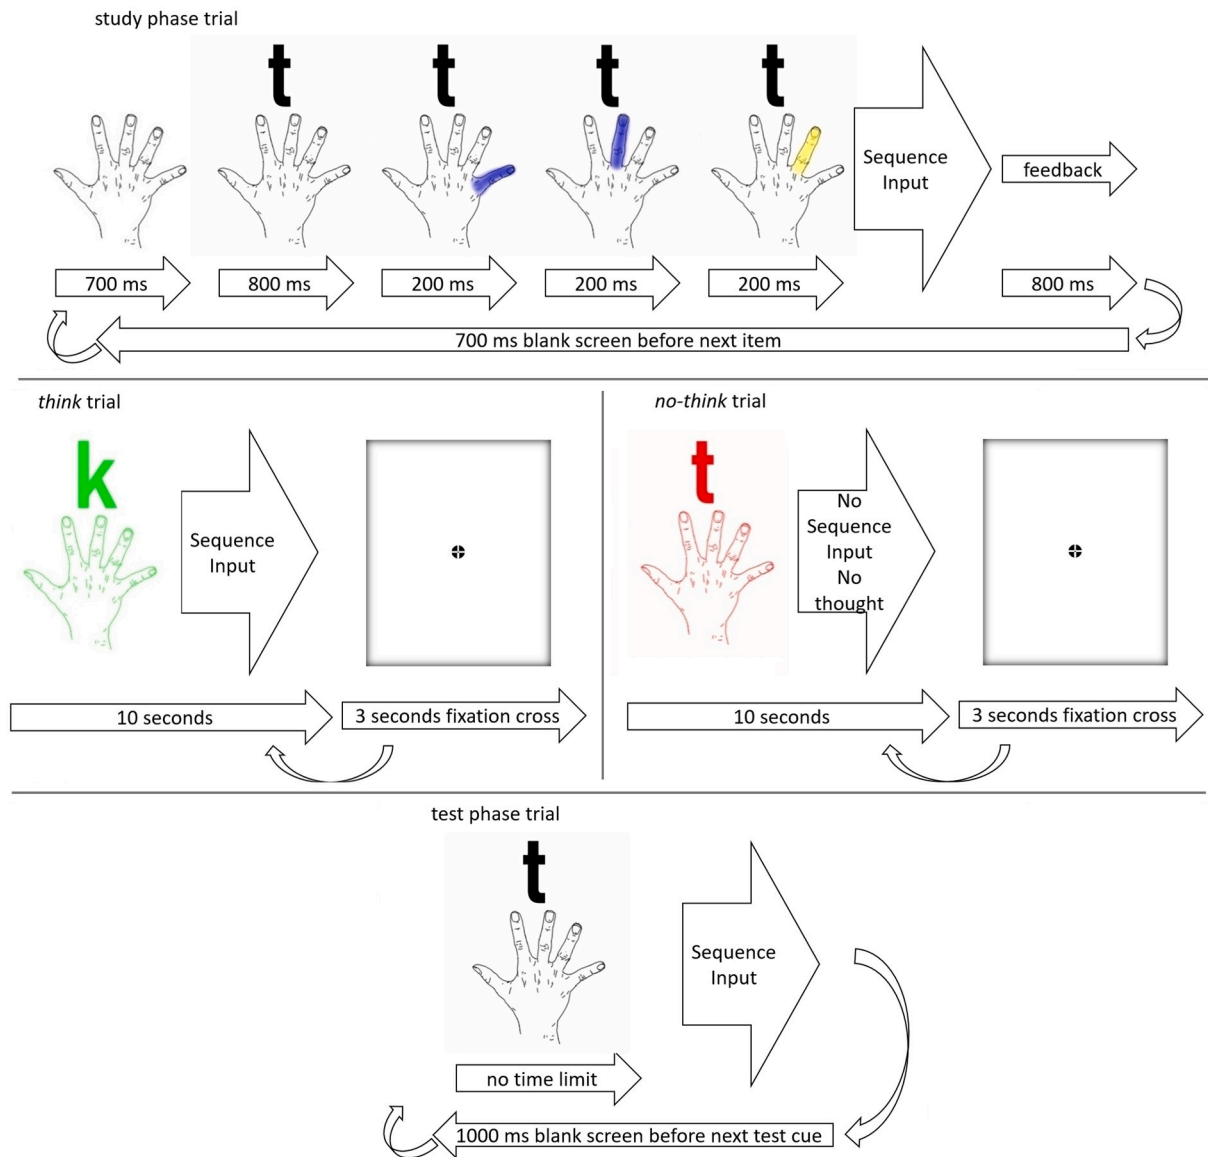 study phase trial
t
t
t
t
Sequence
Input
feedback
700 ms
800 ms
200 ms
200 ms
200 ms
800 ms
700 ms blank screen before next item
think trial
k
Sequence
Input
10 seconds
3 seconds fixation cross
no-think trial
t
No
Sequence
Input
No
thought
10 seconds
3 seconds fixation cross
test phase trial
t
Sequence
Input
no time limit
1000 ms blank screen before next test cue